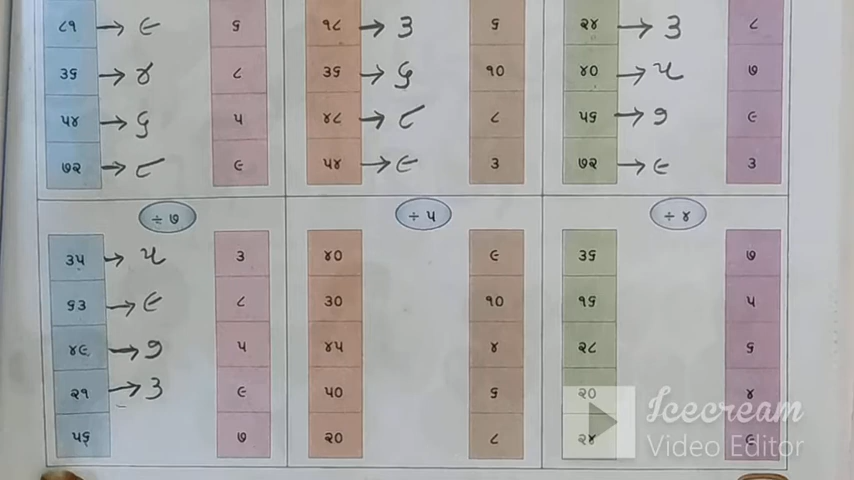 ૮૧ → ૯ ૬ ૧૮ → ૩ ૬ ૨૪ → ૩ ૮
૩૬ → ૪ ૮ ૩૬ → ૬ ૧૦ ૪૦ → ૫ ૭
૫૪ → ૬ ૫ ૪૮ → ૮ ૮ ૫૬ → ૭ ૯
૭૨ → ૮ ૯ ૫૪ → ૯ ૩ ૭૨ → ૯ ૩
÷ ૭ ÷ ૫ ÷ ૪
૩૫ → ૫ ૩ ૪૦ ૯ ૩૬ ૭
૬૩ → ૯ ૮ ૩૦ ૧૦ ૧૬ ૫
૪૯ → ૭ ૫ ૪૫ ૪ ૨૮ ૬
૨૧ → ૩ ૯ ૫૦ ૬ ૨૦ ૪
૫૬ ૭ ૨૦ ૮ ૨૪ ૯
Icecream
Video Editor